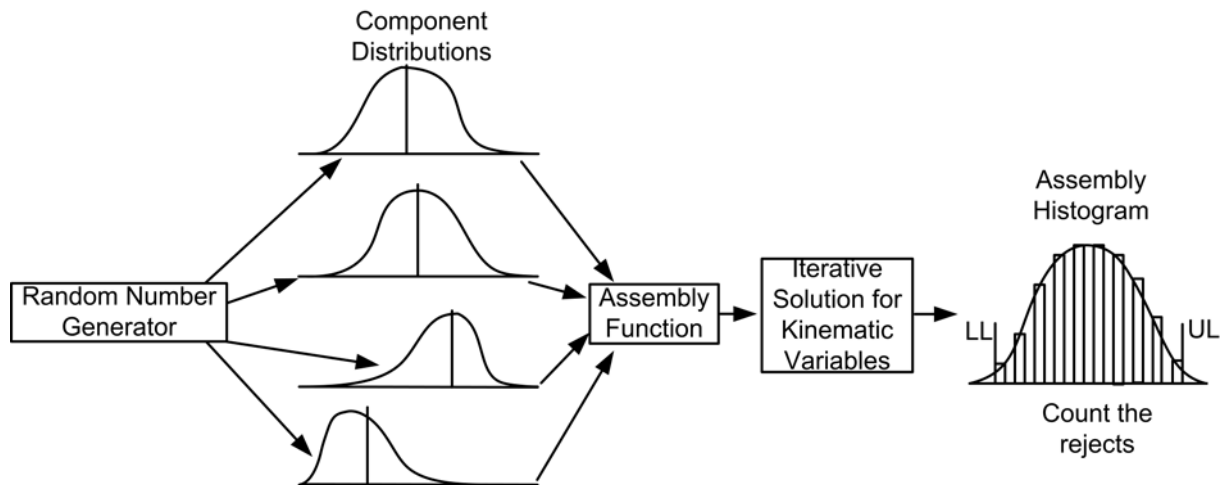 Component
Distributions
Random Number
Generator
Assembly
Function
Iterative
Solution for
Kinematic
Variables
Assembly
Histogram
LL
UL
Count the
rejects